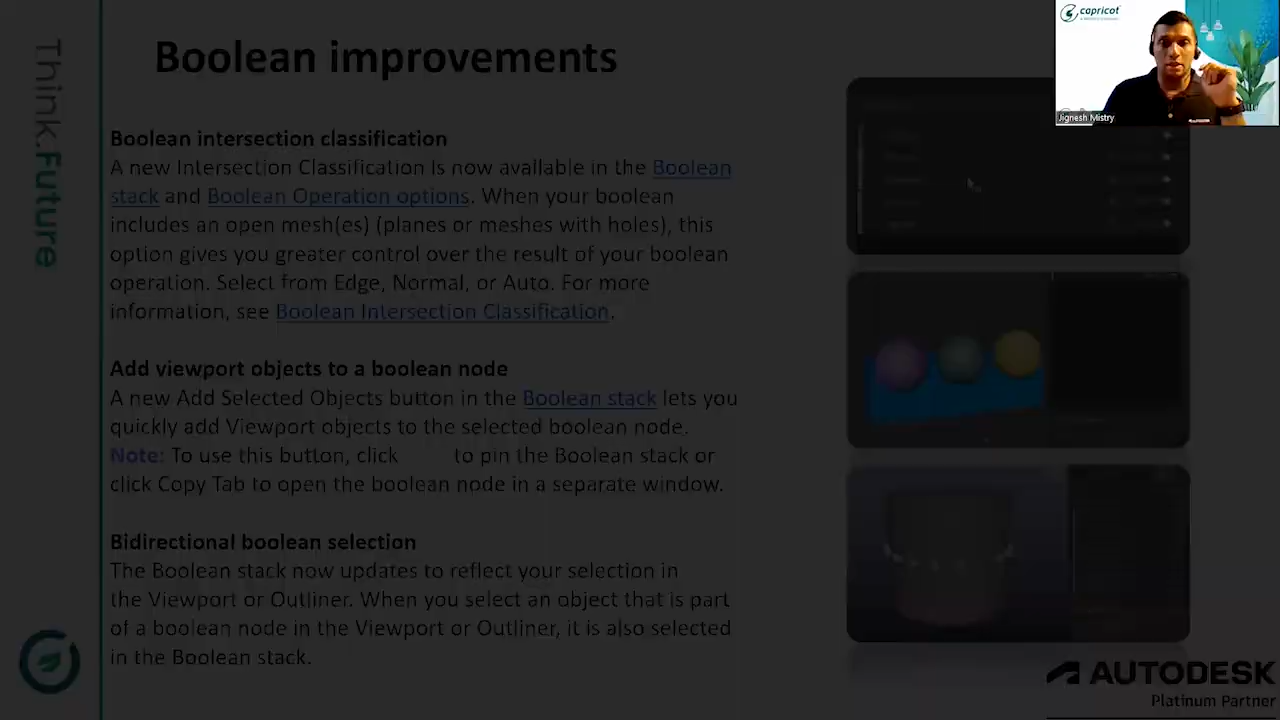 Think.Future
Boolean improvements
Boolean intersection classification
A new Intersection Classification is now available in the Boolean
stack and Boolean Operation options. When your boolean
includes an open mesh(es) (planes or meshes with holes), this
option gives you greater control over the result of your boolean
operation. Select from Edge, Normal, or Auto. For more
information, see Boolean Intersection Classification.
Add viewport objects to a boolean node
A new Add Selected Objects button in the Boolean stack lets you
quickly add Viewport objects to the selected boolean node.
Note: To use this button, click to pin the Boolean stack or
click Copy Tab to open the boolean node in a separate window.
Bidirectional boolean selection
The Boolean stack now updates to reflect your selection in
the Viewport or Outliner. When you select an object that is part
of a boolean node in the Viewport or Outliner, it is also selected
in the Boolean stack.
capricot
Jignesh Mistry
AUTODESK
Platinum Partner